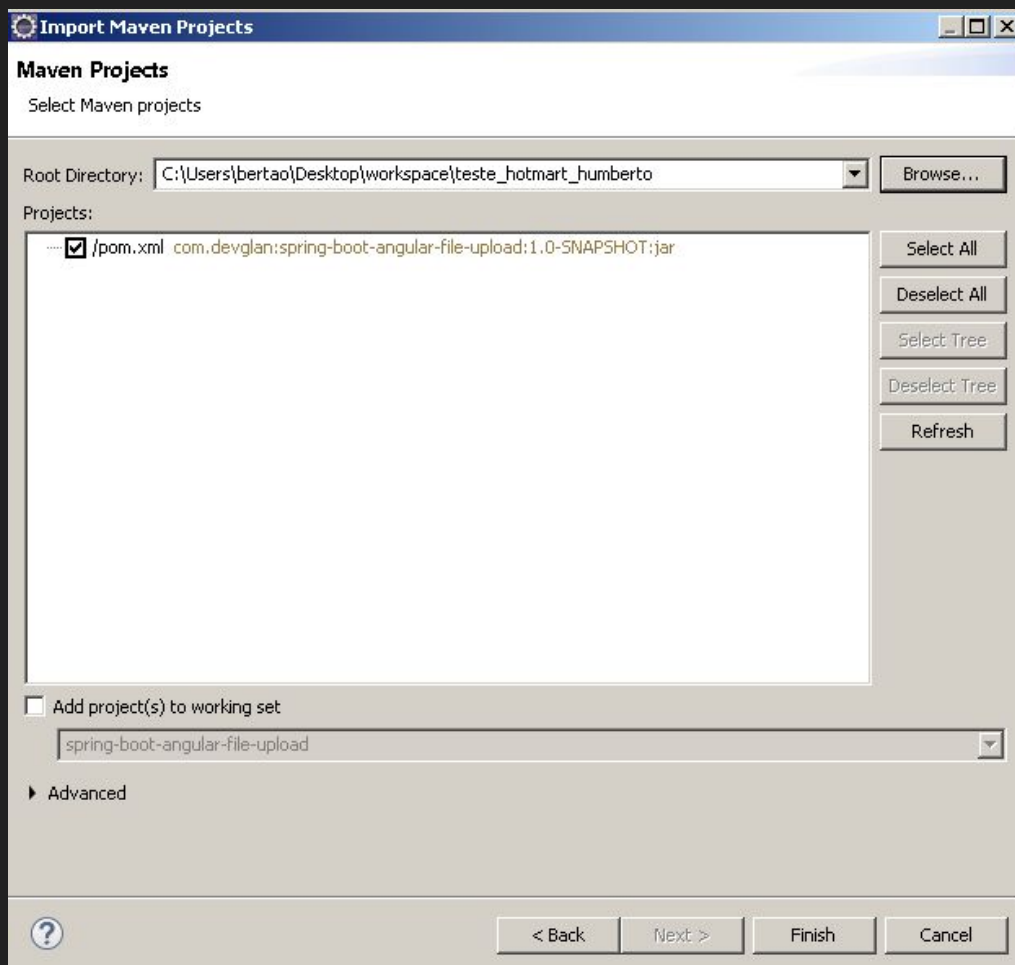 Import Maven Projects
Maven Projects
Select Maven projects
Root Directory: C:\Users\bertao\Desktop\workspace\teste_hotmart_humberto Browse...
Projects:
/pom.xml com.devglan:spring-boot-angular-file-upload:1.0-SNAPSHOT:jar
Select All
Deselect All
Select Tree
Deselect Tree
Refresh
Add project(s) to working set
spring-boot-angular-file-upload
Advanced
? < Back Next > Finish Cancel